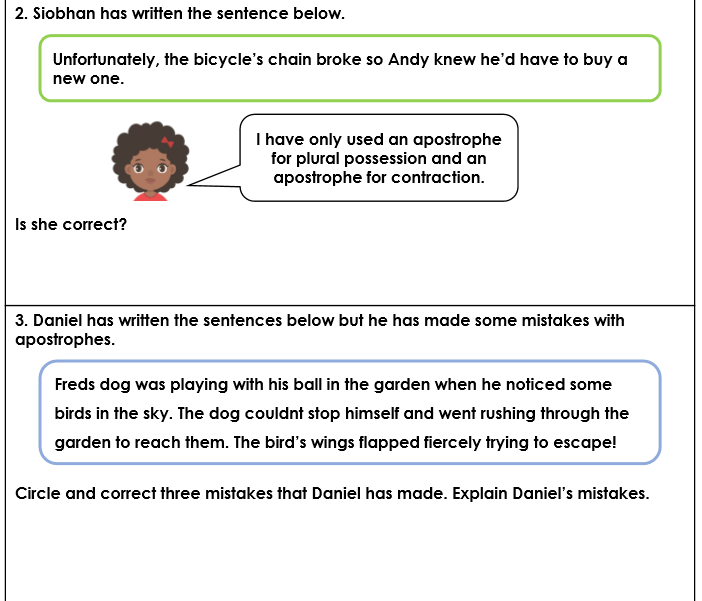 2. Siobhan has written the sentence below.
Unfortunately, the bicycle’s chain broke so Andy knew he’d have to buy a
new one.
I have only used an apostrophe
for plural possession and an
apostrophe for contraction.
Is she correct?
3. Daniel has written the sentences below but he has made some mistakes with
apostrophes.
Freds dog was playing with his ball in the garden when he noticed some
birds in the sky. The dog couldnt stop himself and went rushing through the
garden to reach them. The bird’s wings flapped fiercely trying to escape!
Circle and correct three mistakes that Daniel has made. Explain Daniel’s mistakes.